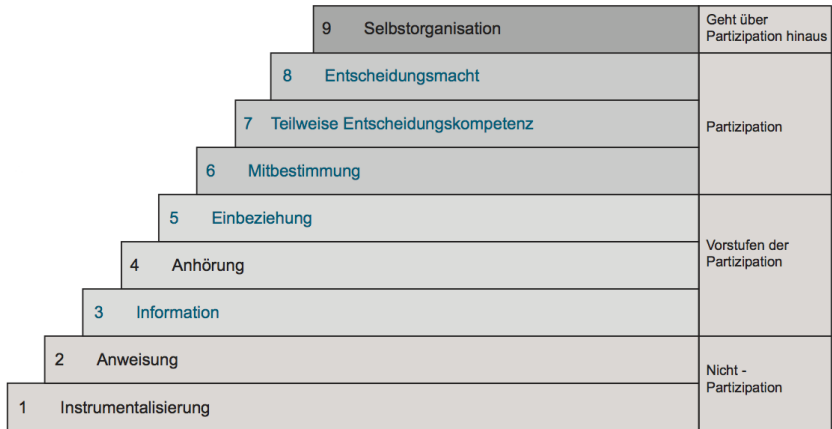 9 Selbstorganisation
Geht über
Partizipation hinaus
8 Entscheidungsmacht
7 Teilweise Entscheidungskompetenz
Partizipation
6 Mitbestimmung
5 Einbeziehung
4 Anhörung
Vorstufen der
Partizipation
3 Information
2 Anweisung
Nicht -
Partizipation
1 Instrumentalisierung